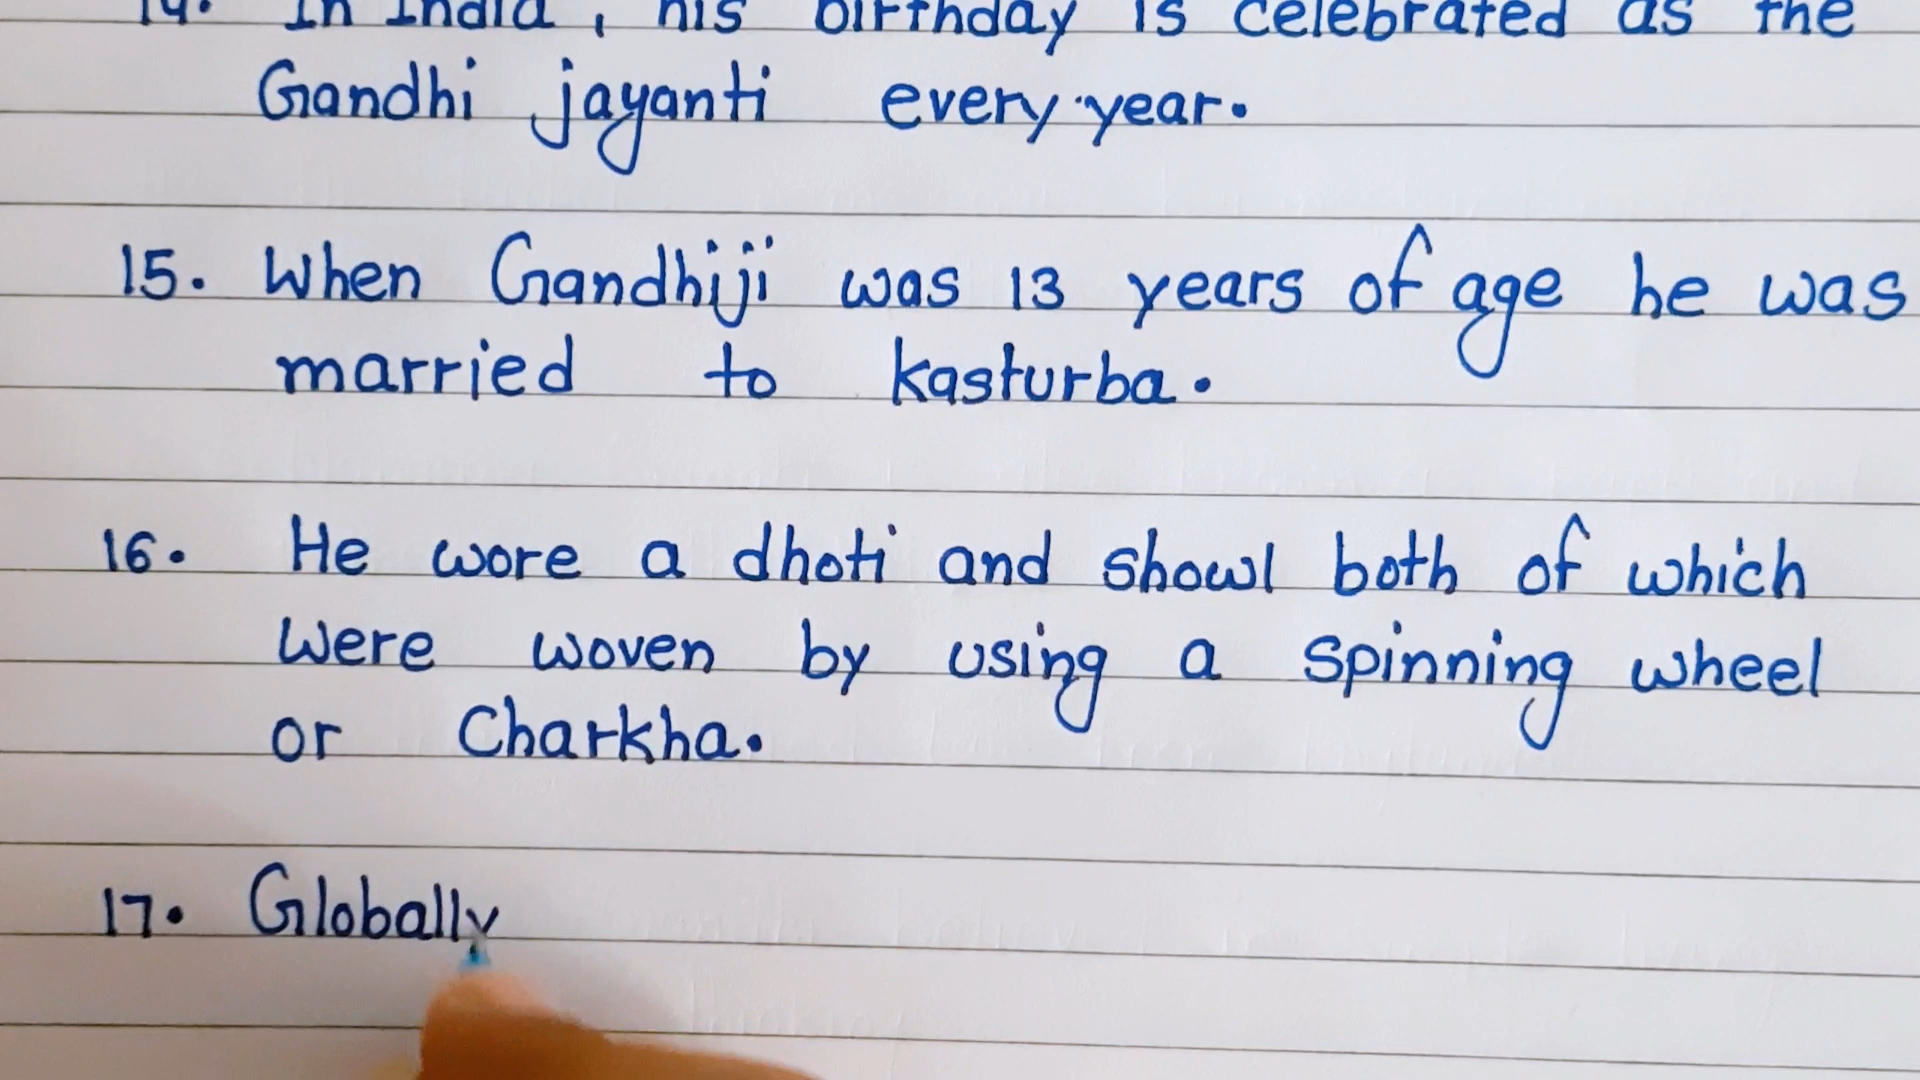 14. In India, his birthday is celebrated as the
Gandhi jayanti every year.
15. When Gandhiji was 13 years of age he was
married to kasturba.
16. He wore a dhoti and showl both of which
were woven by using a spinning wheel
or Charkha.
17. Globally